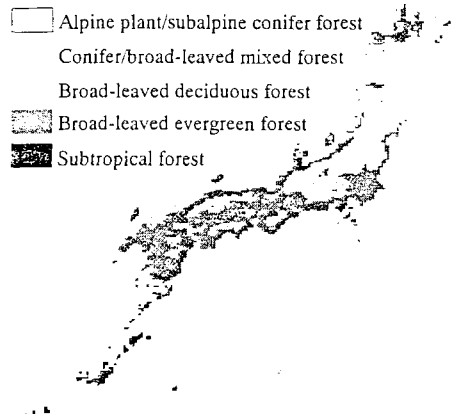 Alpine plant/subalpine conifer forest
Conifer/broad-leaved mixed forest
Broad-leaved deciduous forest
Broad-leaved evergreen forest
Subtropical forest